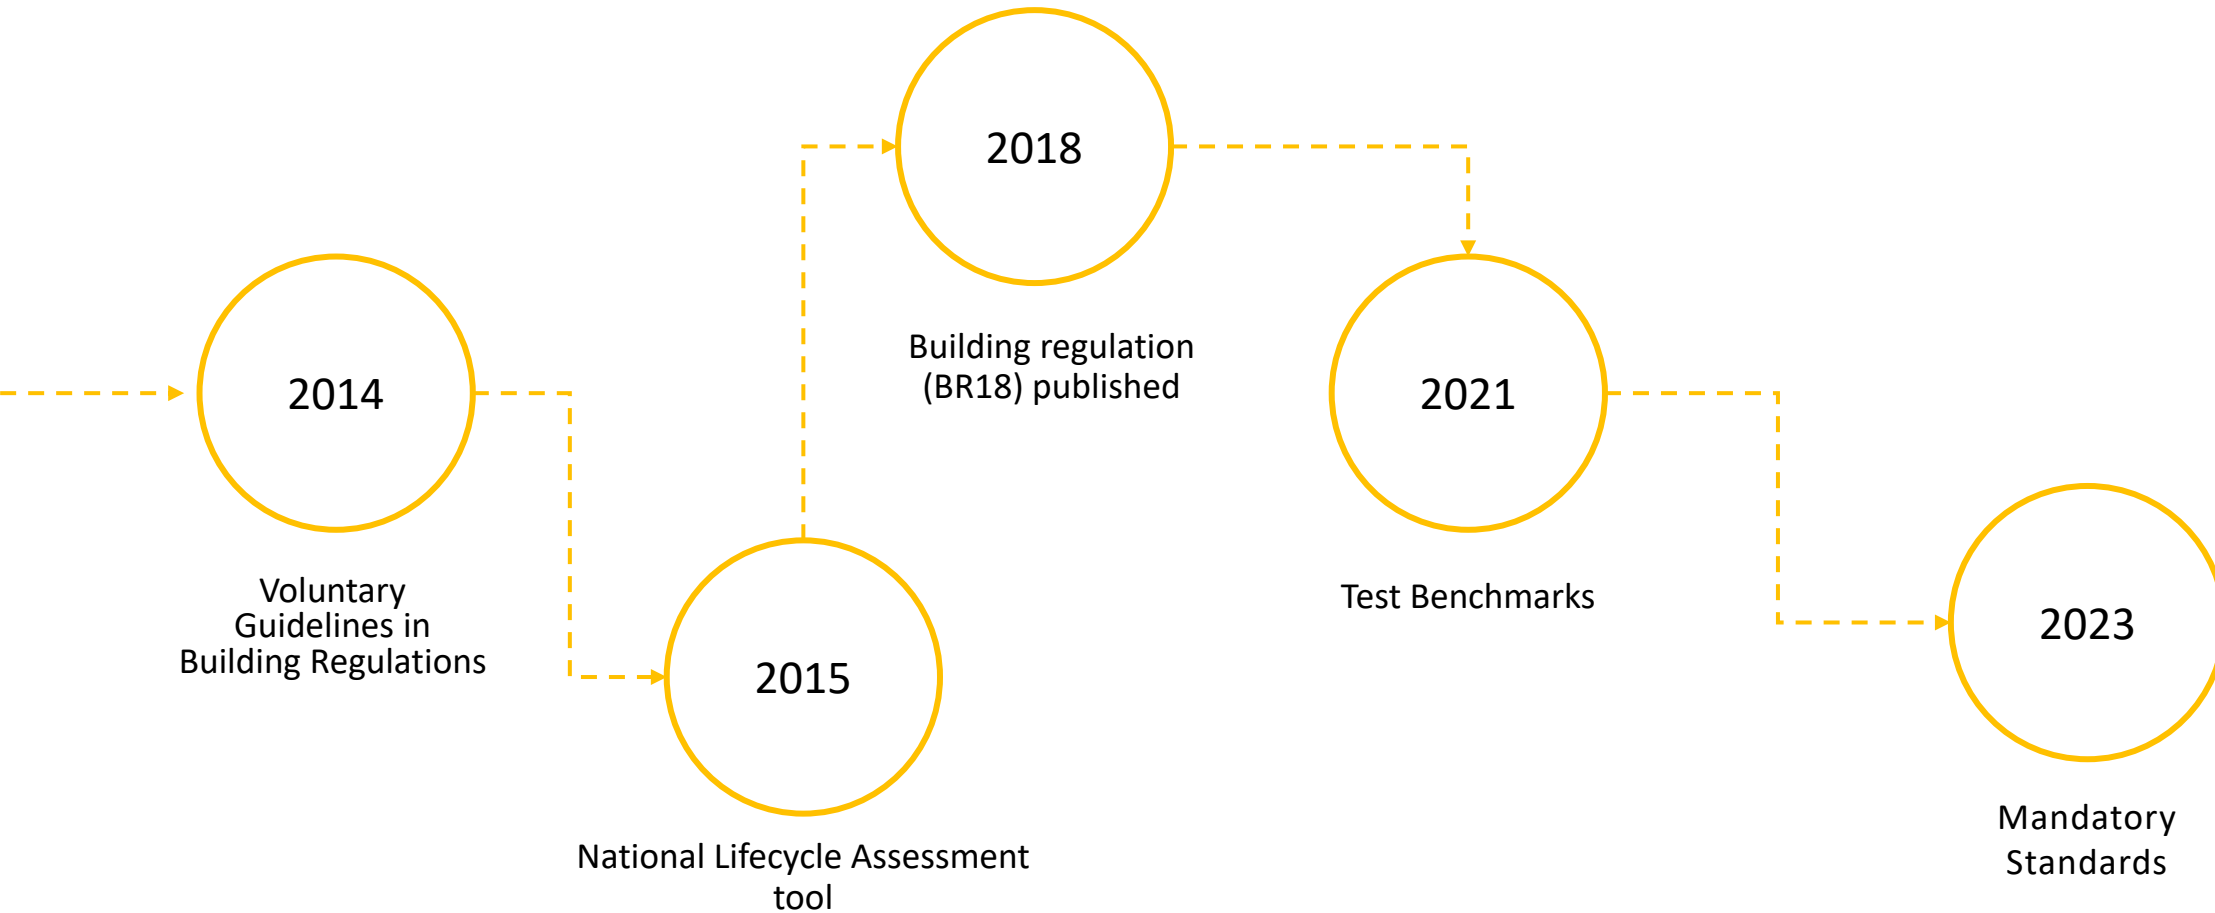 2014
Voluntary
Guidelines in
Building Regulations
2015
National Lifecycle Assessment
tool
2018
Building regulation
(BR18) published
2021
Test Benchmarks
2023
Mandatory
Standards